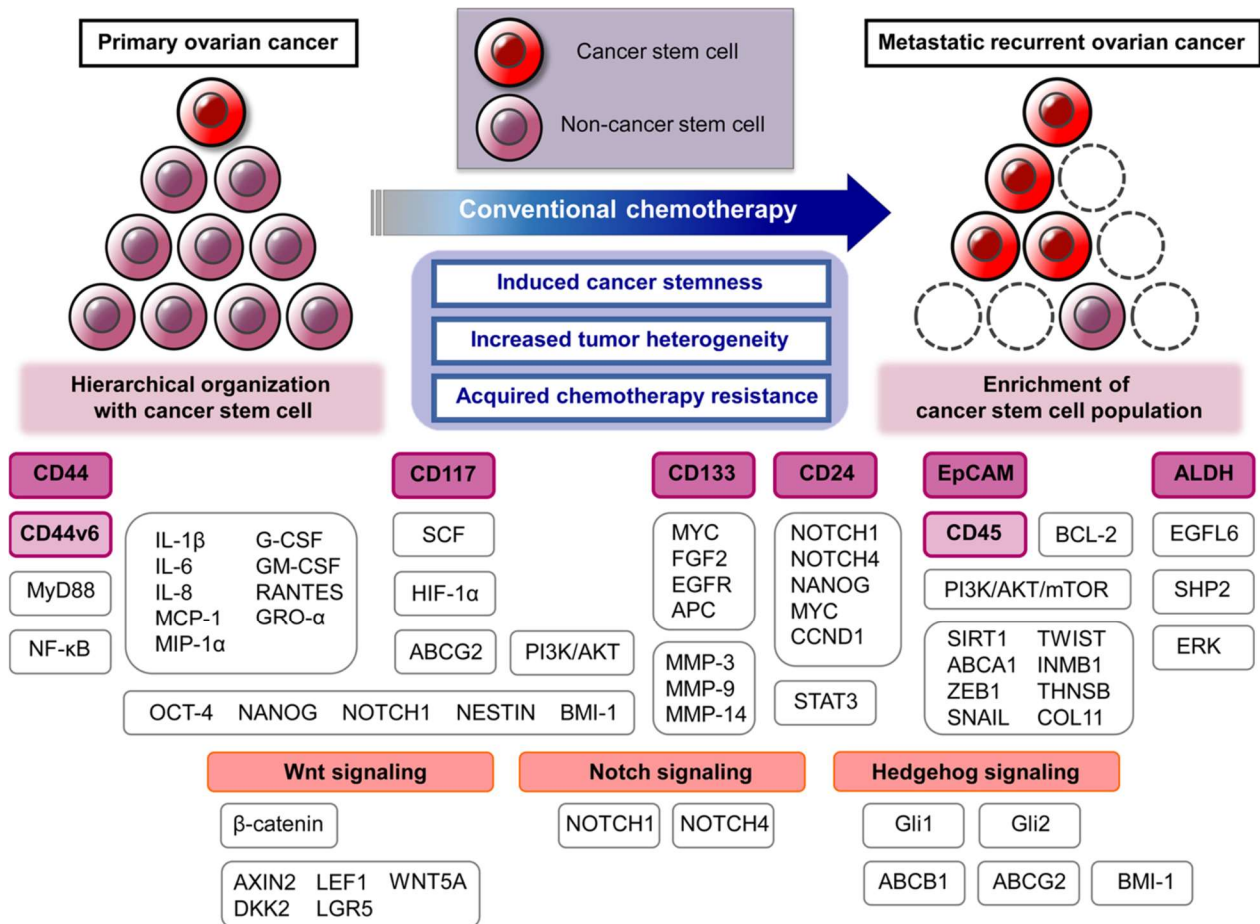 Primary ovarian cancer
Cancer stem cell
Non-cancer stem cell
Metastatic recurrent ovarian cancer
Conventional chemotherapy
Induced cancer stemness
Increased tumor heterogeneity
Acquired chemotherapy resistance
Hierarchical organization
with cancer stem cell
Enrichment of
cancer stem cell population
CD44
CD44v6
MyD88
NF-κB
IL-1β G-CSF
IL-6 GM-CSF
IL-8 RANTES
MCP-1 GRO-α
MIP-1α
CD117
SCF
HIF-1α
ABCG2
PI3K/AKT
OCT-4 NANOG NOTCH1 NESTIN BMI-1
CD133
MYC
FGF2
EGFR
APC
MMP-3
MMP-9
MMP-14
CD24
NOTCH1
NOTCH4
NANOG
MYC
CCND1
STAT3
EpCAM
CD45
BCL-2
PI3K/AKT/mTOR
SIRT1 TWIST
ABCA1 INMB1
ZEB1 THNSB
SNAIL COL11
ALDH
EGFL6
SHP2
ERK
Wnt signaling
β-catenin
AXIN2 LEF1 WNT5A
DKK2 LGR5
Notch signaling
NOTCH1
NOTCH4
Hedgehog signaling
Gli1
Gli2
ABCB1
ABCG2
BMI-1